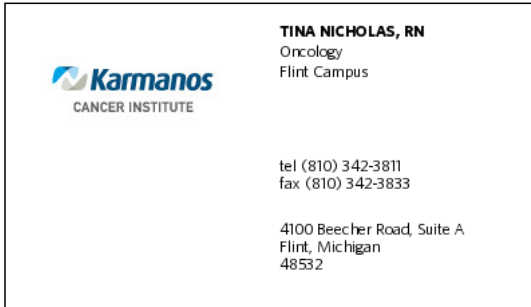 Karmanos
CANCER INSTITUTE
TINA NICHOLAS, RN
Oncology
Flint Campus
tel (810) 342-3811
fax (810) 342-3833
4100 Beecher Road, Suite A
Flint, Michigan
48532